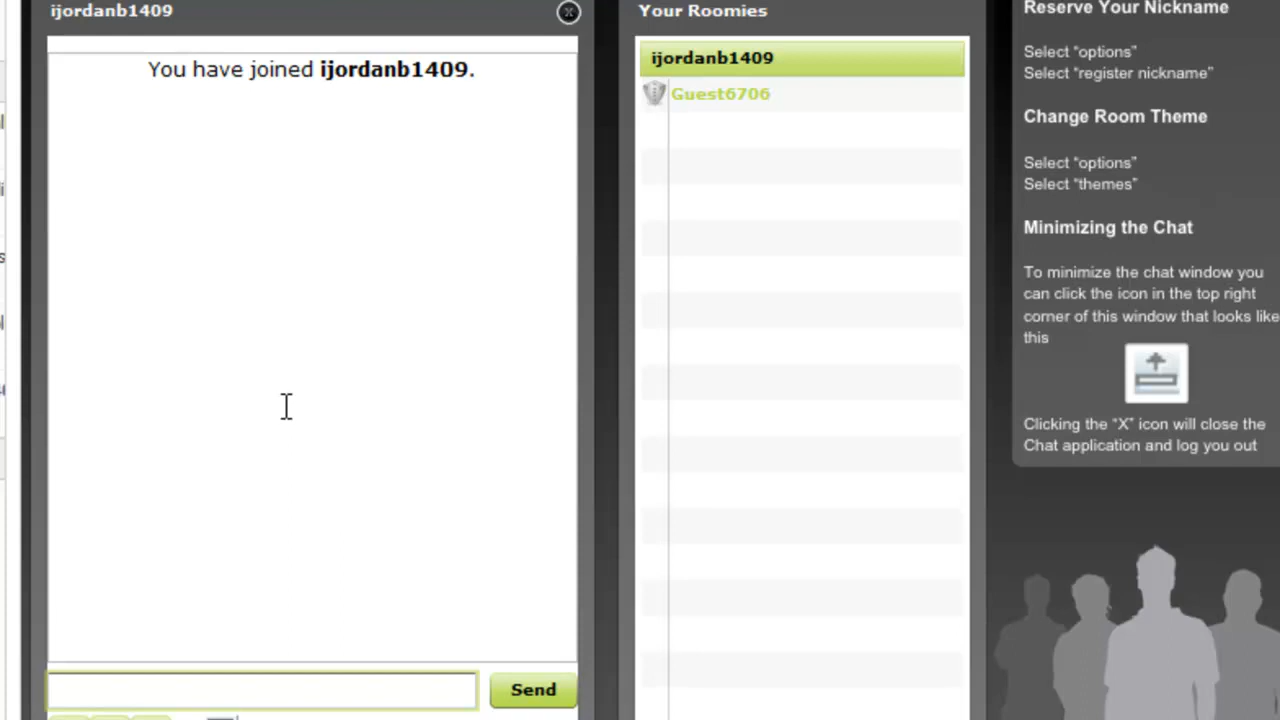 ijordanb1409
You have joined ijordanb1409.
Send
Your Roomies
ijordanb1409
Guest6706
Reserve Your Nickname
Select “options”
Select “register nickname”
Change Room Theme
Select “options”
Select “themes”
Minimizing the Chat
To minimize the chat window you
can click the icon in the top right
corner of this window that looks like
this
Clicking the “X” icon will close the
Chat application and log you out